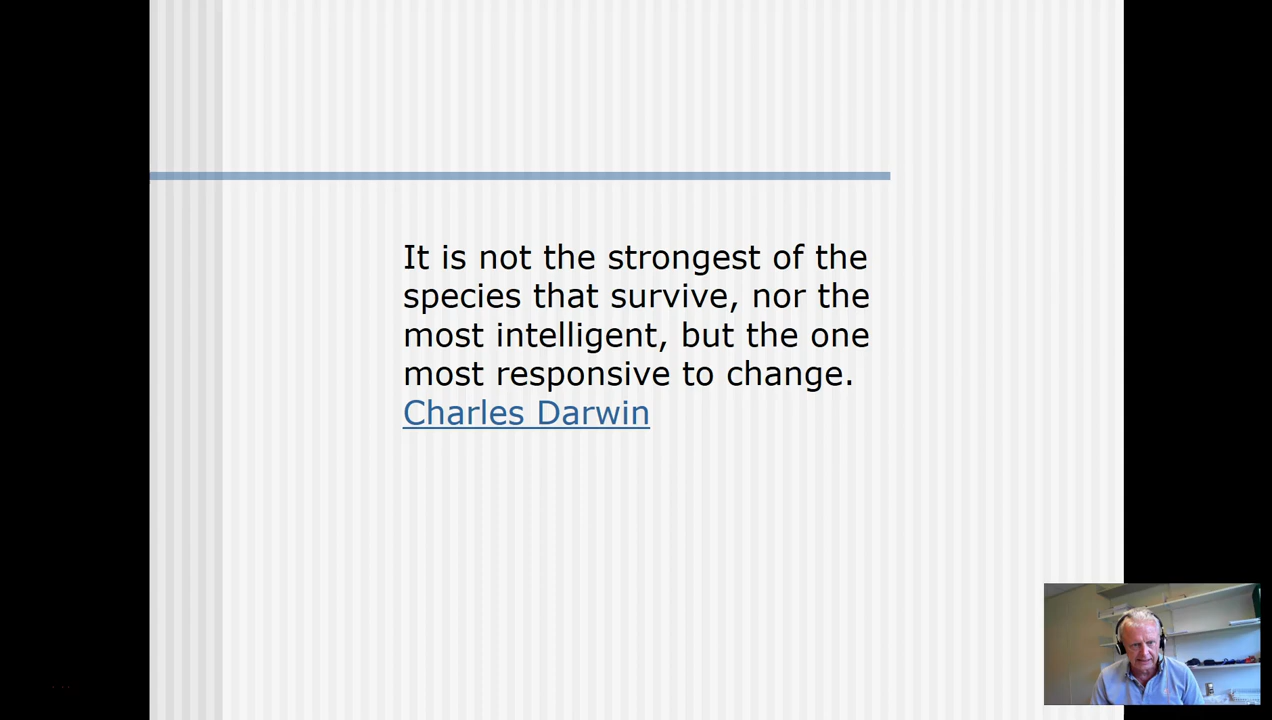 It is not the strongest of the
species that survive, nor the
most intelligent, but the one
most responsive to change.
Charles Darwin